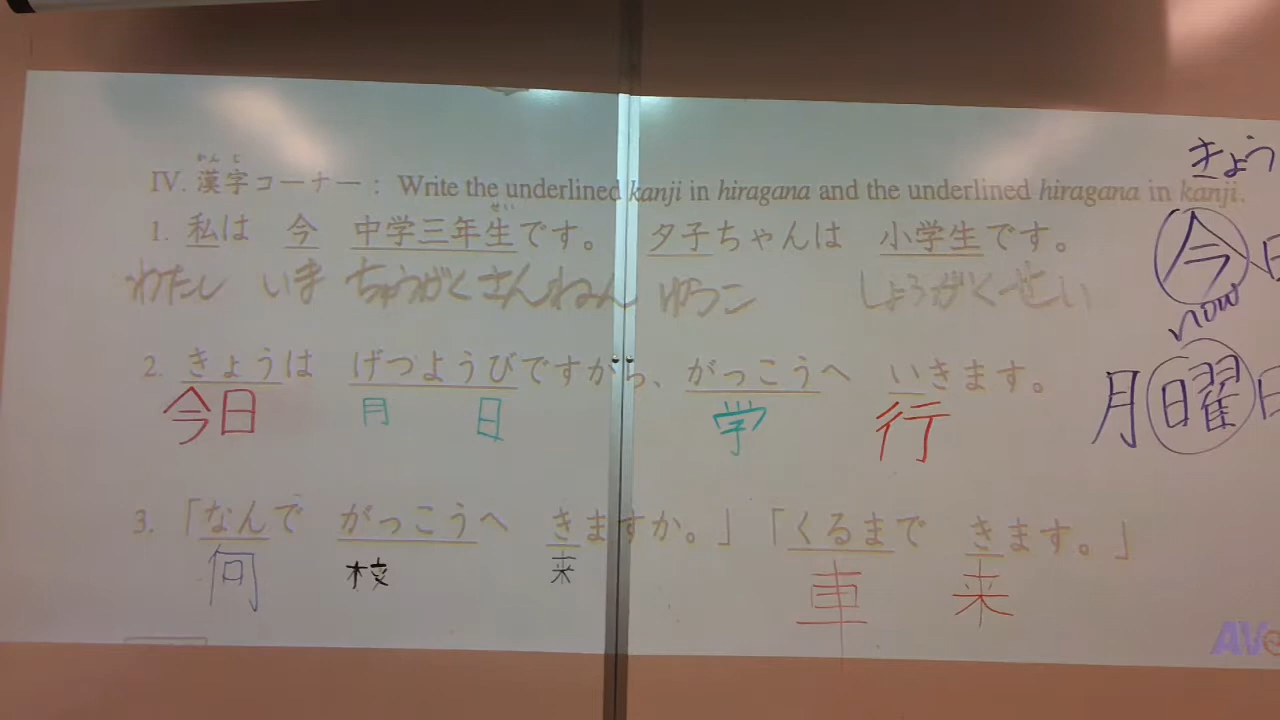 かん じ
IV. 漢字コーナー： Write the underlined kanji in hiragana and the underlined hiragana in kanji.
せい
1. 私は 今 中学三年生です。 夕子ちゃんは 小学生です。
わたし いま ちゅうがくさんねん ゆうこ しょうがくせい
2. きょうは げつようびですから、がっこうへ いきます。
今日 月 日 学 行
3. 「なんで がっこうへ きますか。」「くるまで きます。」
何 校 来 車 来
きょう
今日
now
月日曜日
AVe